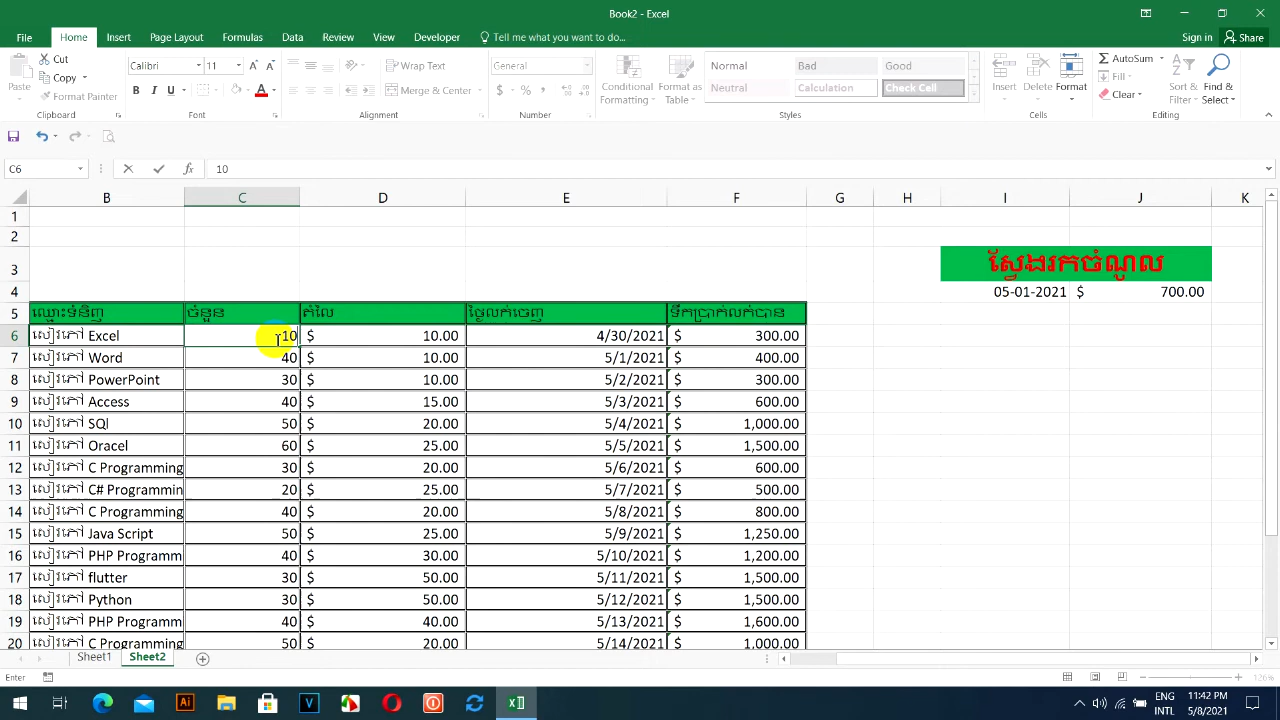 Book2 - Excel
File Home Insert Page Layout Formulas Data Review View Developer Tell me what you want to do... Sign in Share
Cut
Copy
Format Painter
Paste
Clipboard
Calibri 11
B I U
Font
Wrap Text
Merge & Center
Alignment
General
$ % ,
Number
Conditional Formatting
Format as Table
Normal Bad Good
Neutral Calculation Check Cell
Styles
Insert Delete Format
Cells
AutoSum
Fill
Clear
Sort & Filter
Find & Select
Editing
C6 fx 10
B C D E F G H I J K
1
2
3 ស្វែងរកចំណូល
4 05-01-2021 $ 700.00
5 ឈ្មោះទំនិញ ចំនួន តំលៃ ថ្ងៃលក់ចេញ ទឹកប្រាក់លក់បាន
6 សៀវភៅ Excel 10 $ 10.00 4/30/2021 $ 300.00
7 សៀវភៅ Word 40 $ 10.00 5/1/2021 $ 400.00
8 សៀវភៅ PowerPoint 30 $ 10.00 5/2/2021 $ 300.00
9 សៀវភៅ Access 40 $ 15.00 5/3/2021 $ 600.00
10 សៀវភៅ SQl 50 $ 20.00 5/4/2021 $ 1,000.00
11 សៀវភៅ Oracel 60 $ 25.00 5/5/2021 $ 1,500.00
12 សៀវភៅ C Programming 30 $ 20.00 5/6/2021 $ 600.00
13 សៀវភៅ C# Programmin 20 $ 25.00 5/7/2021 $ 500.00
14 សៀវភៅ C Programming 40 $ 20.00 5/8/2021 $ 800.00
15 សៀវភៅ Java Script 50 $ 25.00 5/9/2021 $ 1,250.00
16 សៀវភៅ PHP Programm 40 $ 30.00 5/10/2021 $ 1,200.00
17 សៀវភៅ flutter 30 $ 50.00 5/11/2021 $ 1,500.00
18 សៀវភៅ Python 30 $ 50.00 5/12/2021 $ 1,500.00
19 សៀវភៅ PHP Programm 40 $ 40.00 5/13/2021 $ 1,600.00
20 សៀវភៅ C Programming 50 $ 20.00 5/14/2021 $ 1,000.00
Sheet1 Sheet2
Enter 126%
ENG 11:42 PM
INTL 5/8/2021